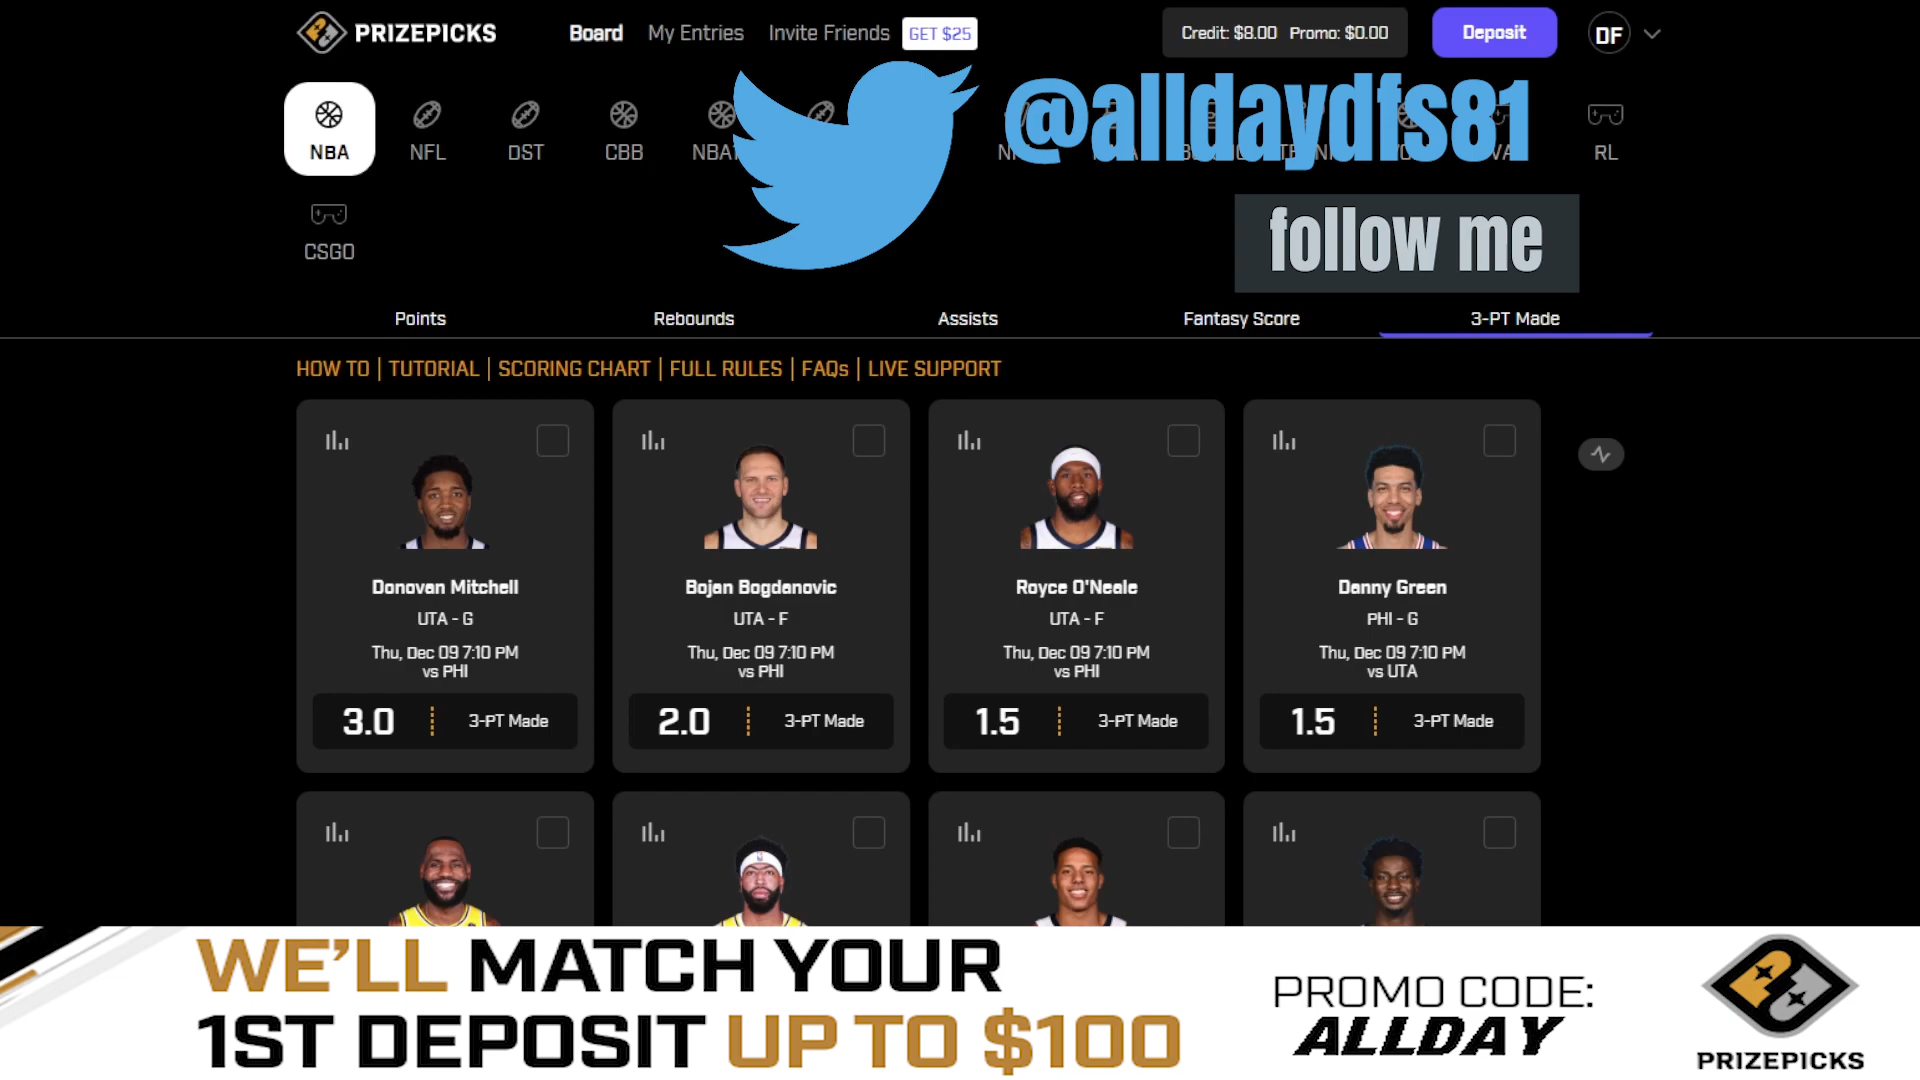 PRIZEPICKS
Board My Entries Invite Friends GET $25
Credit: $8.00 Promo: $0.00
Deposit
DF
NBA NFL DST CBB RL
@alldaydfs81
CSGO
follow me
Points Rebounds Assists Fantasy Score 3-PT Made
HOW TO | TUTORIAL | SCORING CHART | FULL RULES | FAQs | LIVE SUPPORT
Donovan Mitchell
UTA - G
Thu, Dec 09 7:10 PM
vs PHI
3.0 3-PT Made
Bojan Bogdanovic
UTA - F
Thu, Dec 09 7:10 PM
vs PHI
2.0 3-PT Made
Royce O'Neale
UTA - F
Thu, Dec 09 7:10 PM
vs PHI
1.5 3-PT Made
Danny Green
PHI - G
Thu, Dec 09 7:10 PM
vs UTA
1.5 3-PT Made
WE'LL MATCH YOUR
1ST DEPOSIT UP TO $100
PROMO CODE:
ALLDAY
PRIZEPICKS